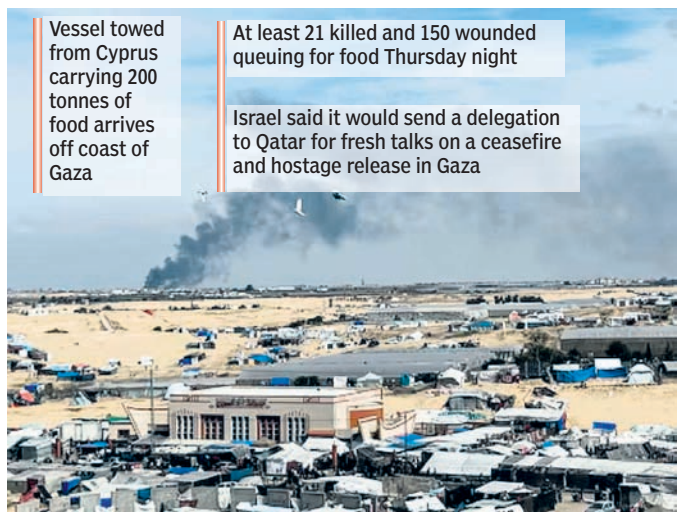 Vessel towed
from Cyprus
carrying 200
tonnes of
food arrives
off coast of
Gaza
At least 21 killed and 150 wounded
queuing for food Thursday night
Israel said it would send a delegation
to Qatar for fresh talks on a ceasefire
and hostage release in Gaza